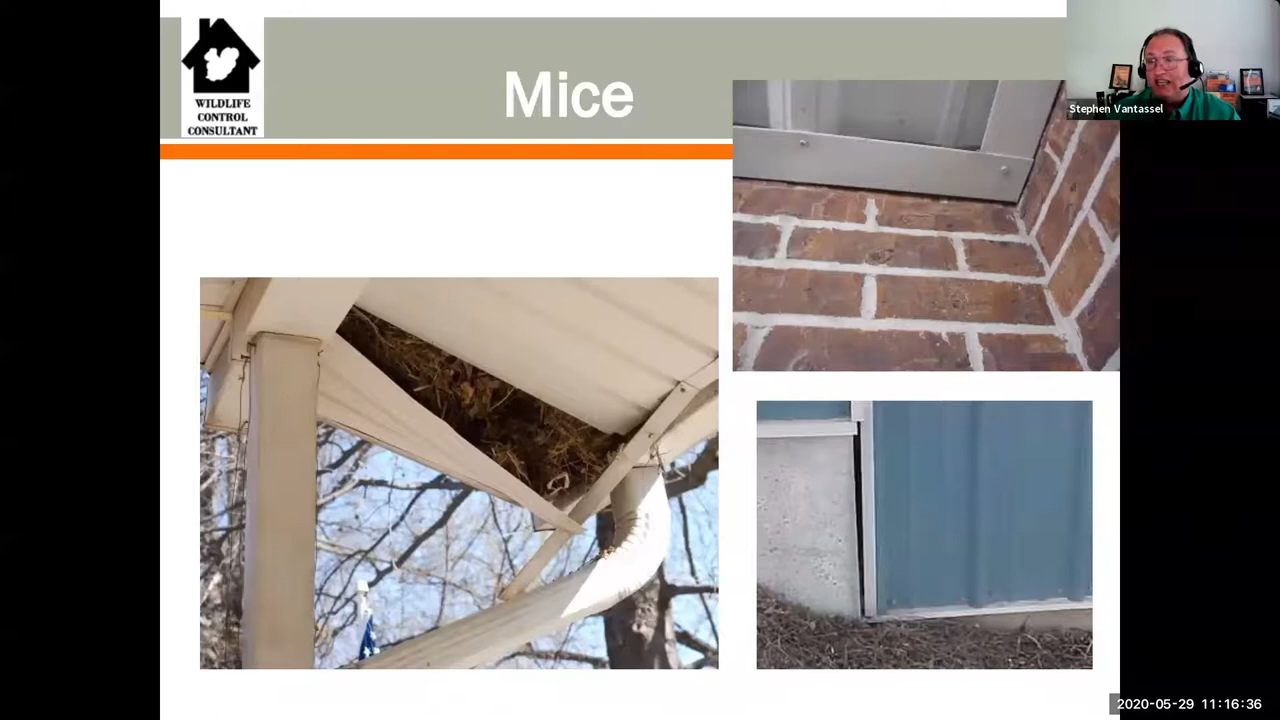 WILDLIFE
CONTROL
CONSULTANT
Mice
Stephen Vantassel
2020-05-29 11:16:36